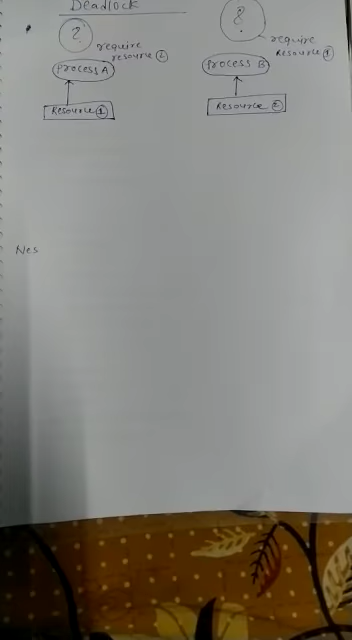 Deadlock
?
require
resource ②
Process A
Resource ①
?
require
Resource ①
Process B
Resource ②
Nes